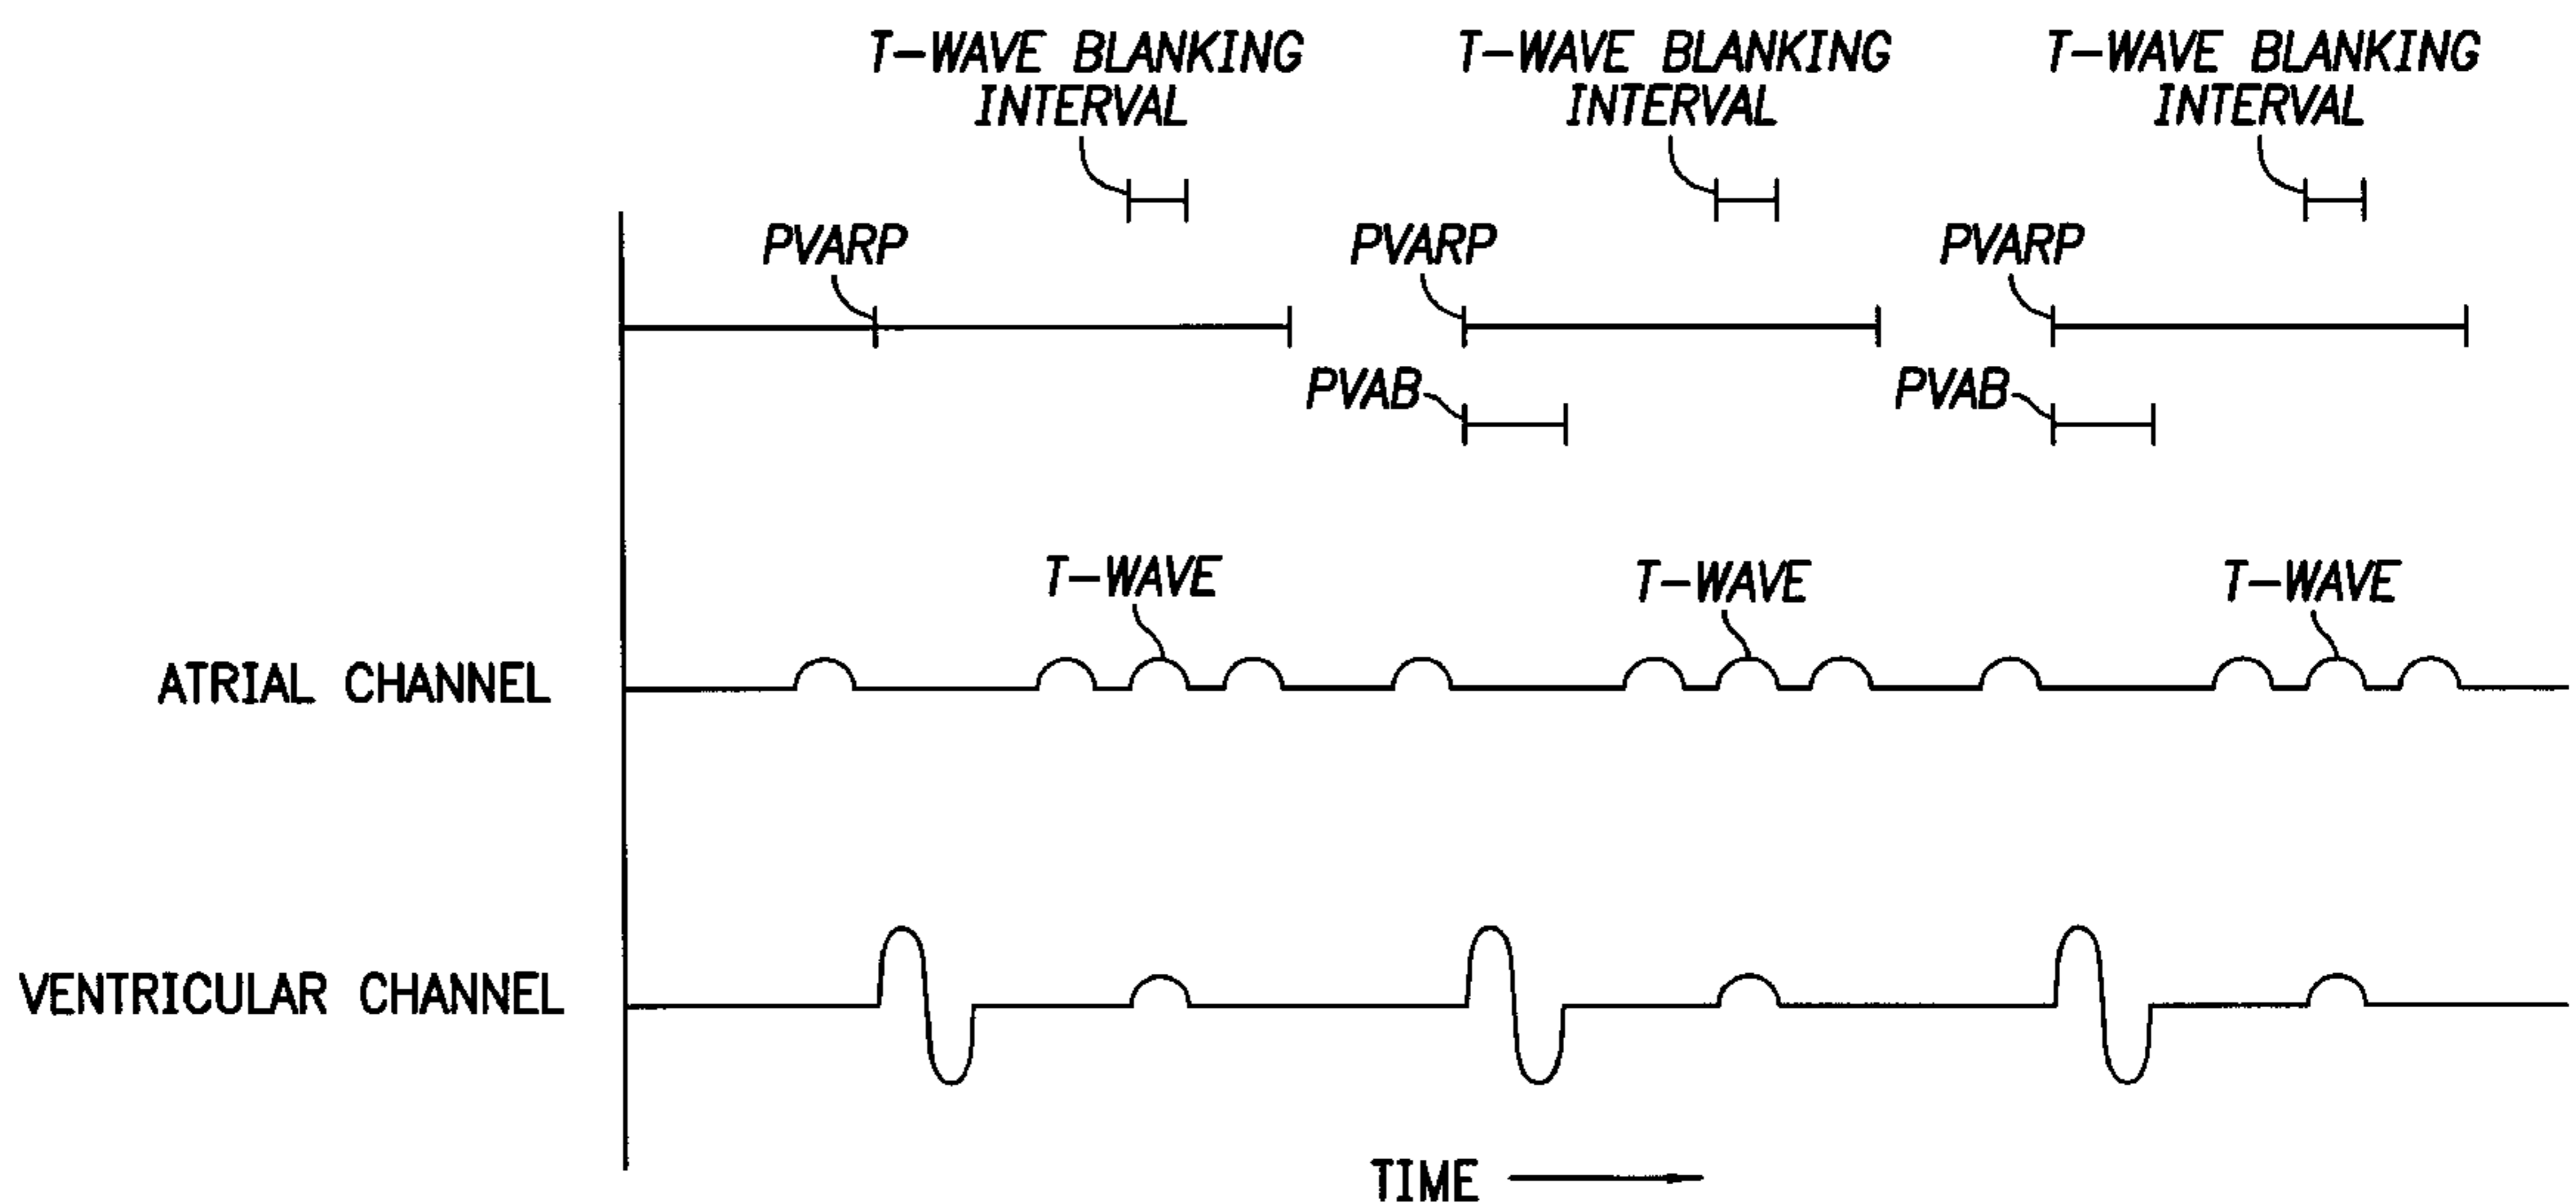 T-WAVE BLANKING
INTERVAL
T-WAVE BLANKING
INTERVAL
T-WAVE BLANKING
INTERVAL
PVARP
PVARP
PVARP
PVAB
PVAB
T-WAVE
T-WAVE
T-WAVE
ATRIAL CHANNEL
VENTRICULAR CHANNEL
TIME